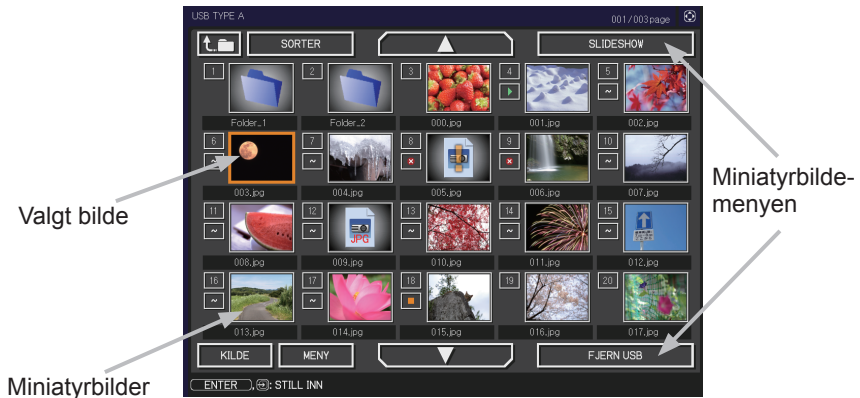 USB TYPE A
001/003page
SORTER
SLIDESHOW
1
2
3
4
5
Folder_1
Folder_2
000.jpg
001.jpg
002.jpg
6
7
8
9
10
003.jpg
004.jpg
005.jpg
006.jpg
007.jpg
Valgt bilde
Miniatyrbilde-
menyen
11
12
13
14
15
JPG
008.jpg
009.jpg
010.jpg
011.jpg
012.jpg
16
17
18
19
20
013.jpg
014.jpg
015.jpg
016.jpg
017.jpg
KILDE
MENY
FJERN USB
Miniatyrbilder
ENTER , : STILL INN